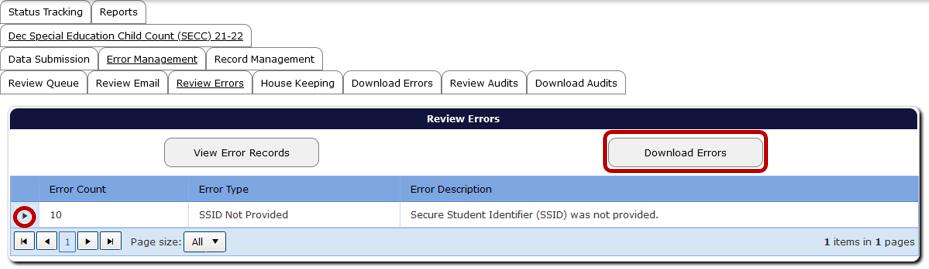 Status Tracking Reports
Dec Special Education Child Count (SECC) 21-22
Data Submission Error Management Record Management
Review Queue Review Email Review Errors House Keeping Download Errors Review Audits Download Audits
Review Errors
View Error Records Download Errors
Error Count Error Type Error Description
10 SSID Not Provided Secure Student Identifier (SSID) was not provided.
1 Page size: All 1 items in 1 pages